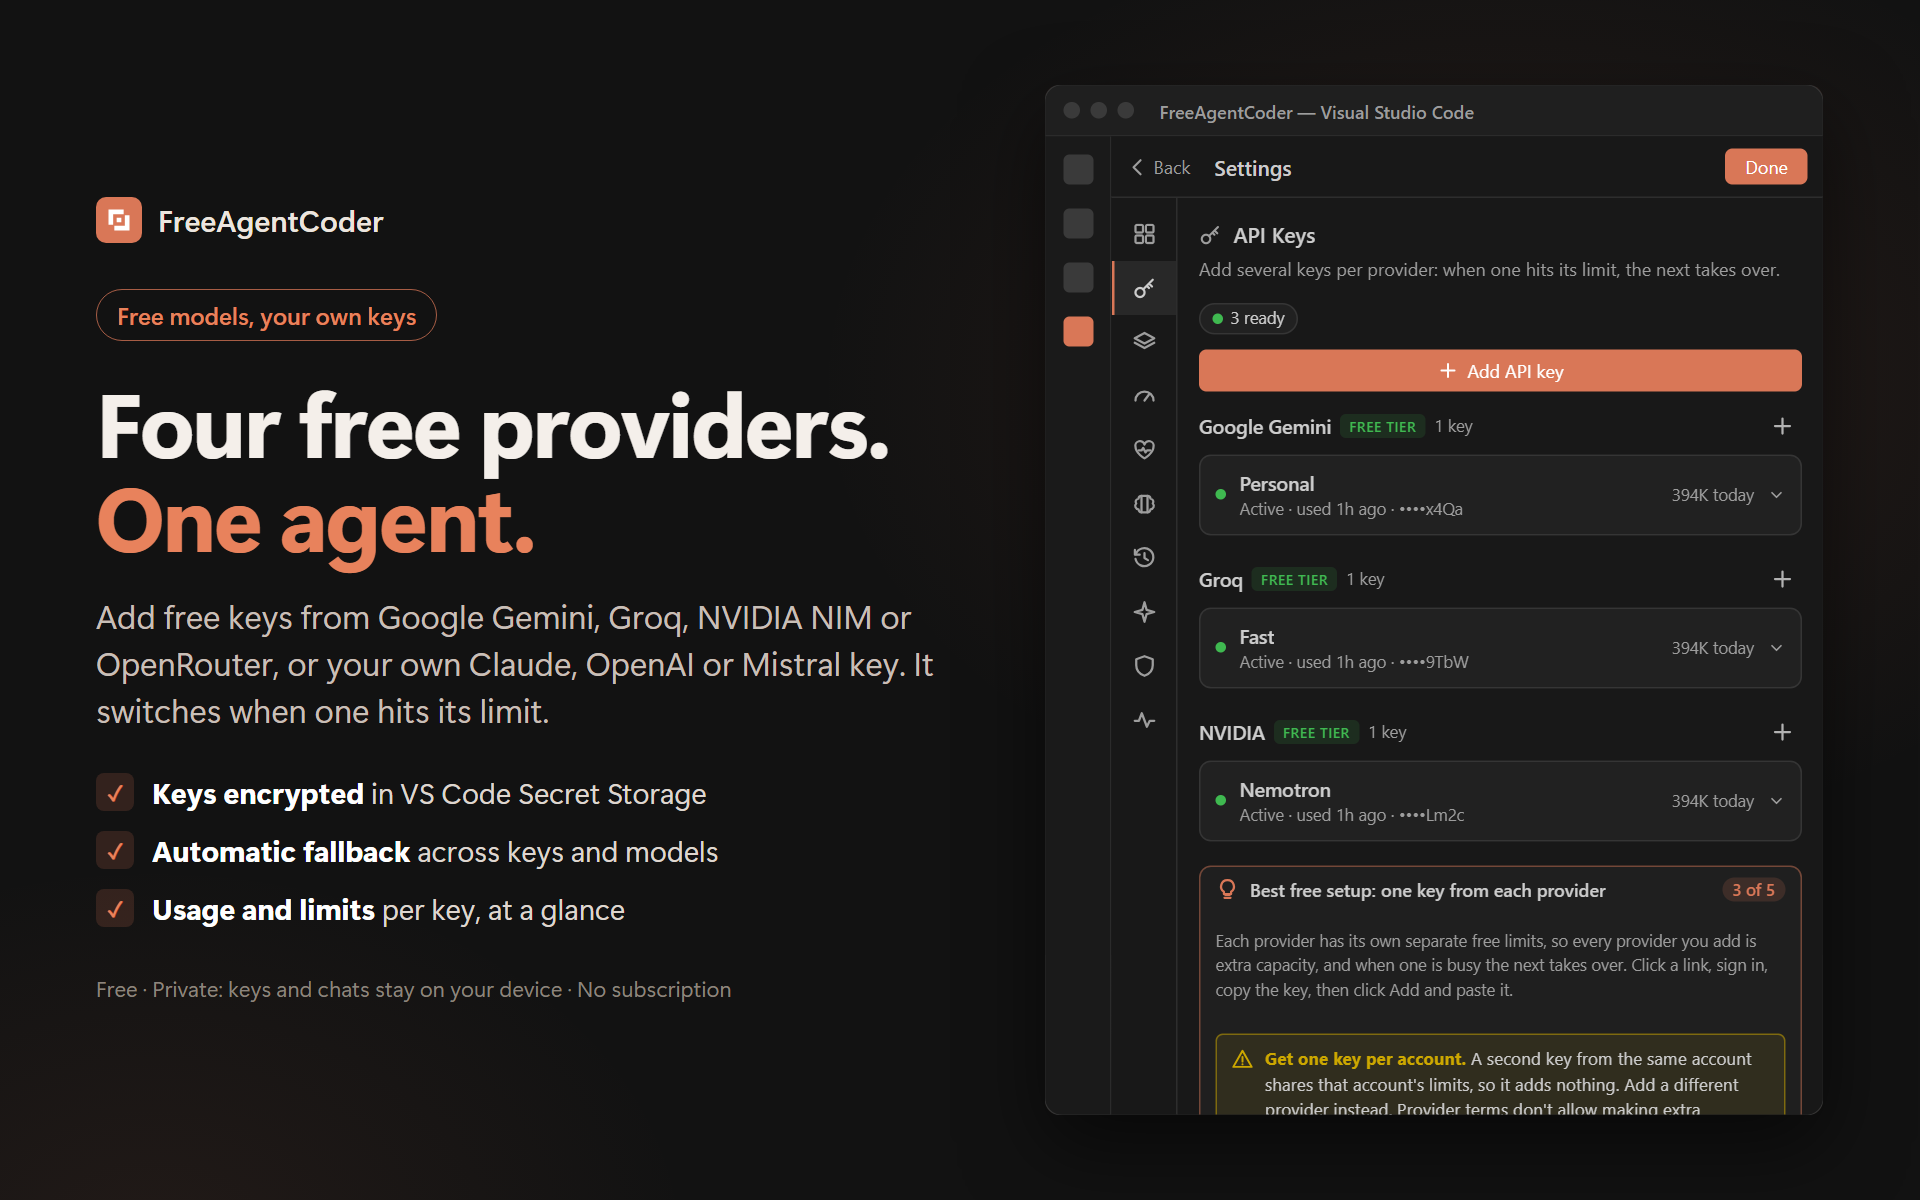 FreeAgentCoder
Free models, your own keys
Four free providers.
One agent.
Add free keys from Google Gemini, Groq, NVIDIA NIM or
OpenRouter, or your own Claude, OpenAI or Mistral key. It
switches when one hits its limit.
✓ Keys encrypted in VS Code Secret Storage
✓ Automatic fallback across keys and models
✓ Usage and limits per key, at a glance
Free · Private: keys and chats stay on your device · No subscription
FreeAgentCoder — Visual Studio Code
Back Settings Done
API Keys
Add several keys per provider: when one hits its limit, the next takes over.
3 ready
+ Add API key
Google Gemini FREE TIER 1 key +
Personal
Active · used 1h ago · ••••x4Qa
394K today
Groq FREE TIER 1 key +
Fast
Active · used 1h ago · ••••9TbW
394K today
NVIDIA FREE TIER 1 key +
Nemotron
Active · used 1h ago · ••••Lm2c
394K today
Best free setup: one key from each provider 3 of 5
Each provider has its own separate free limits, so every provider you add is
extra capacity, and when one is busy the next takes over. Click a link, sign in,
copy the key, then click Add and paste it.
Get one key per account. A second key from the same account
shares that account's limits, so it adds nothing. Add a different
provider instead. Provider terms don't allow making extra